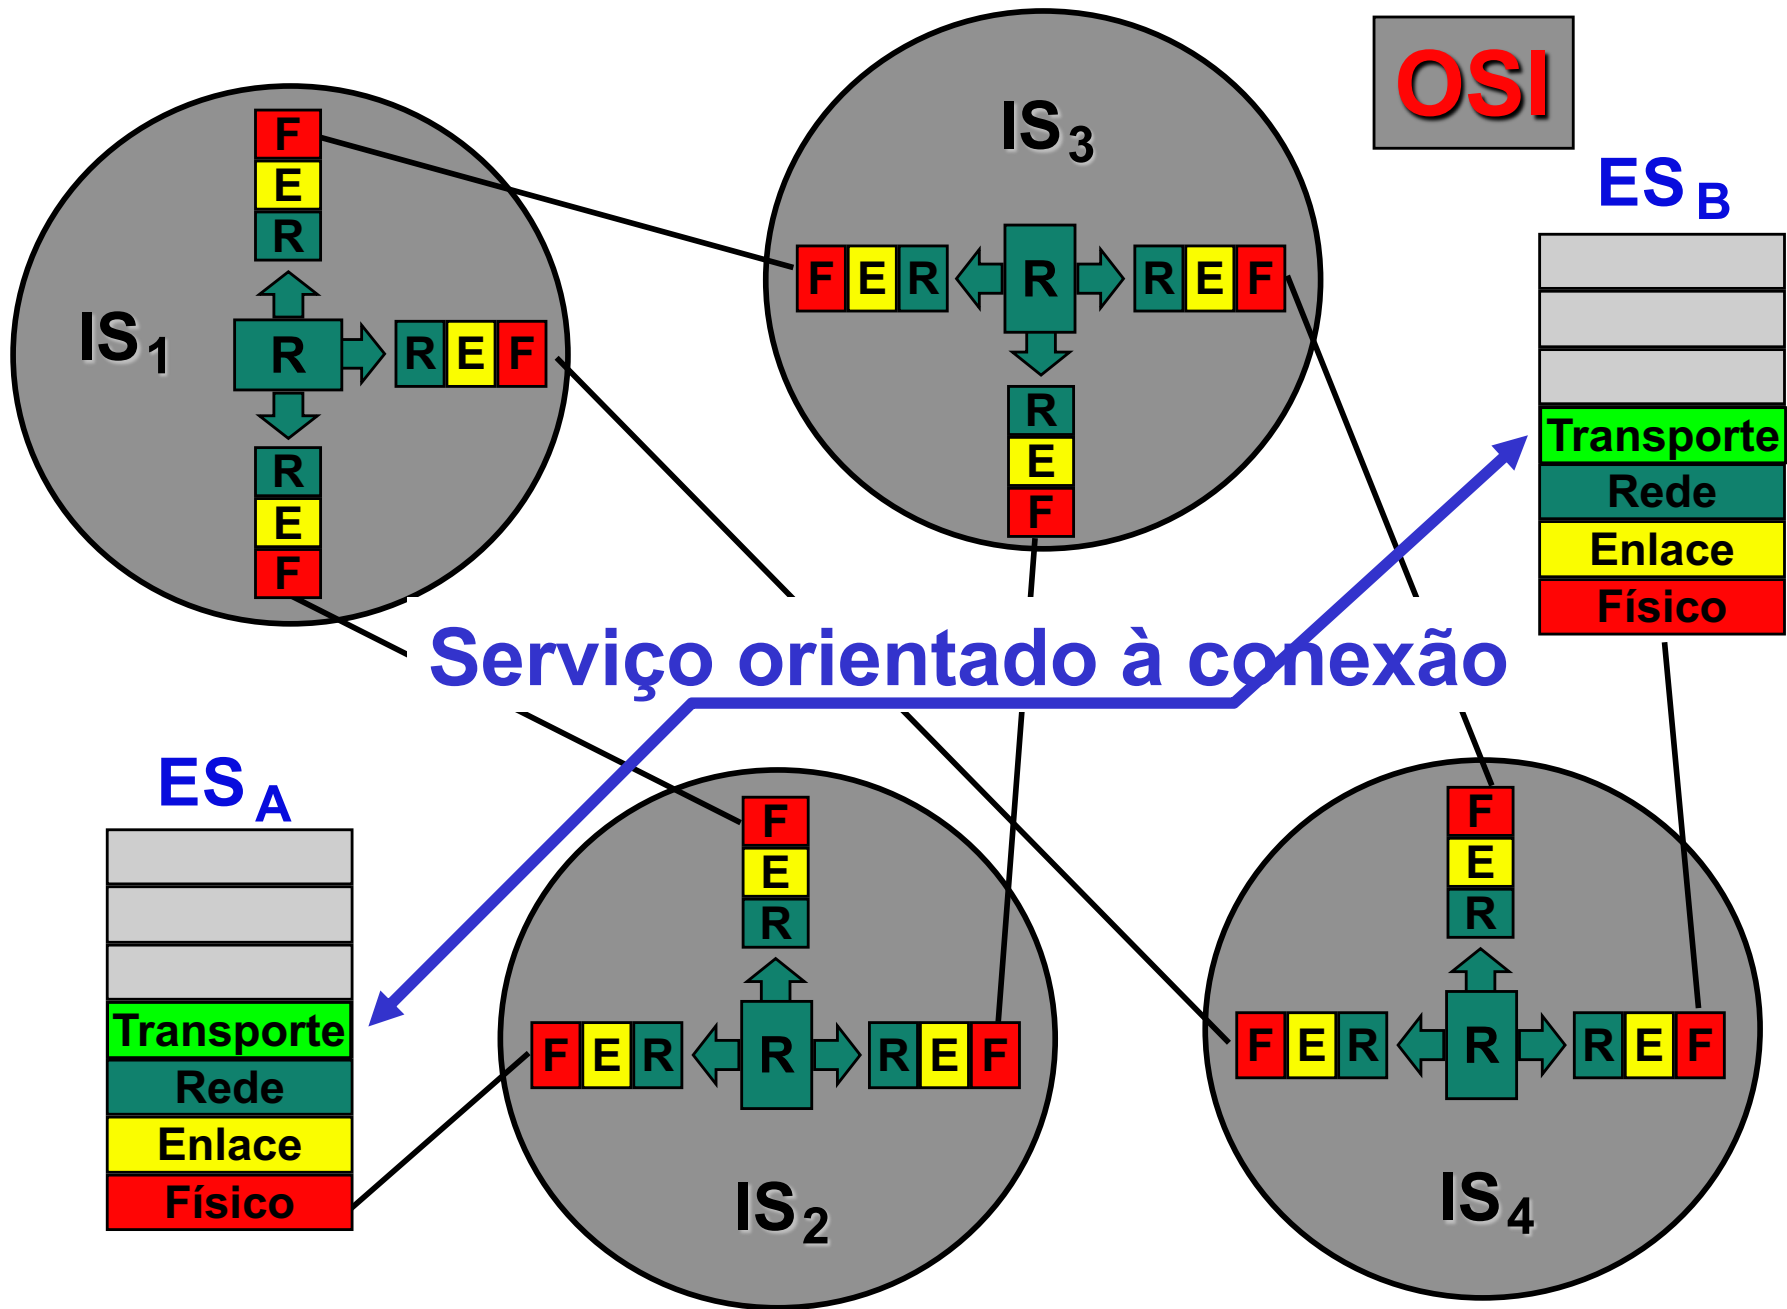 OSI
IS1
F
E
R
R
R E F
R
E
F
IS3
F E R
R
R E F
R
E
F
ES B
Transporte
Rede
Enlace
Físico
Serviço orientado à conexão
ES A
Transporte
Rede
Enlace
Físico
F
E
R
F E R
R
R E F
IS2
F
E
R
F E R
R
R E F
IS4